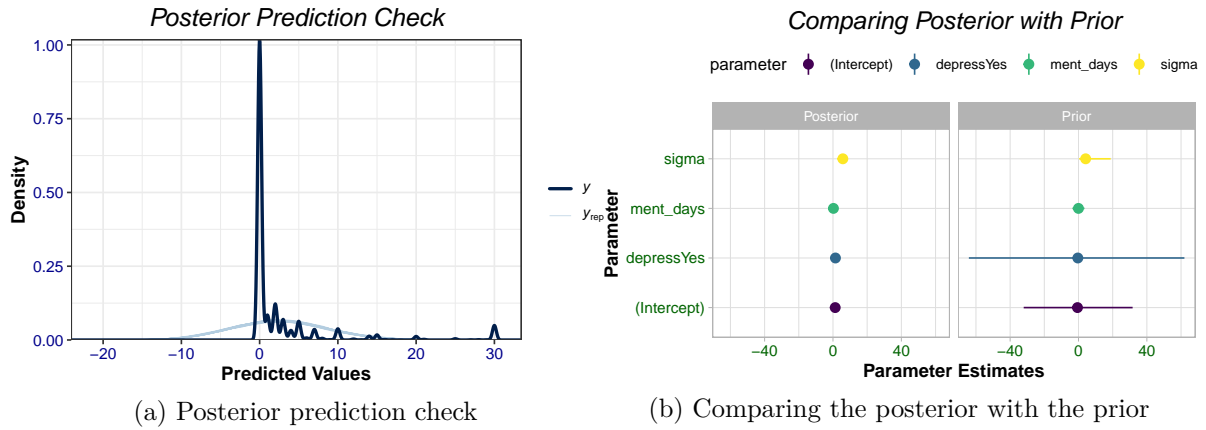 Posterior Prediction Check
1.00
0.75
0.50
0.25
0.00
Density
−20
−10
0
10
20
30
Predicted Values
y
yrep
(a) Posterior prediction check
Comparing Posterior with Prior
parameter
(Intercept)
depressYes
ment_days
sigma
Posterior
Prior
sigma
ment_days
depressYes
(Intercept)
Parameter
−40
0
40
−40
0
40
Parameter Estimates
(b) Comparing the posterior with the prior